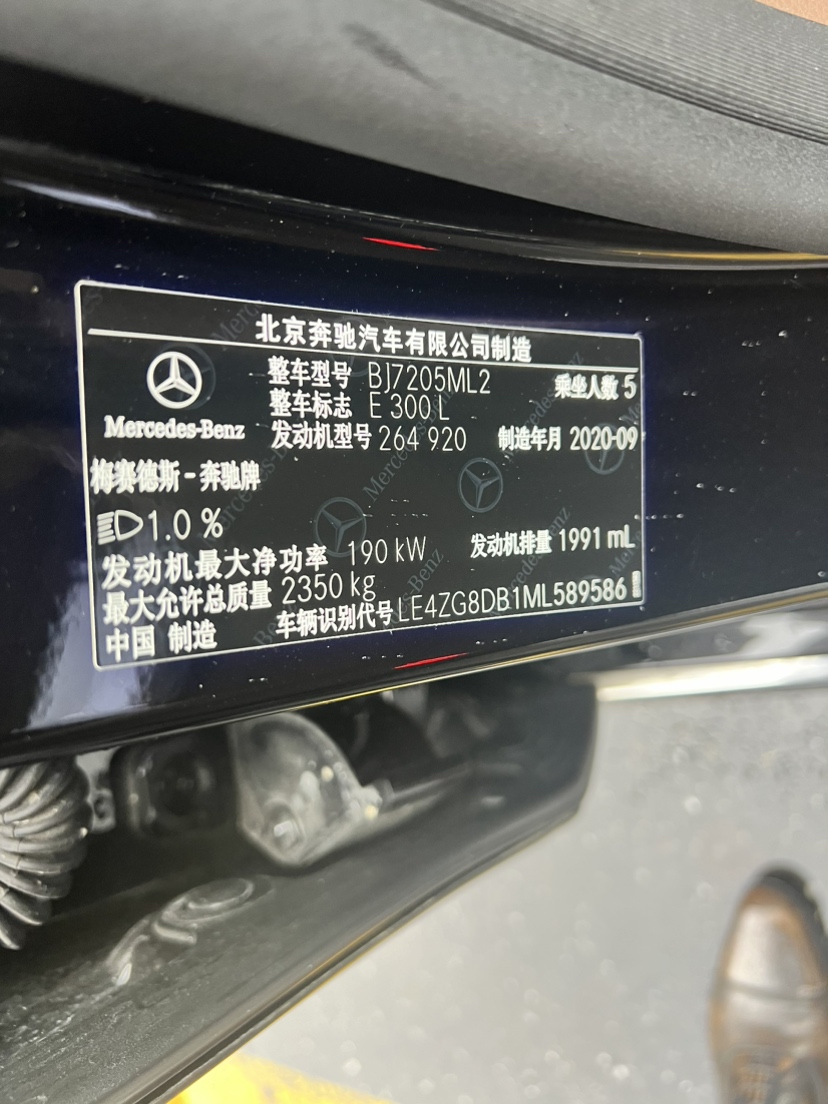 北京奔驰汽车有限公司制造
整车型号 BJ7205ML2 乘坐人数 5
整车标志 E 300 L
Mercedes-Benz 发动机型号 264 920 制造年月 2020-09
梅赛德斯-奔驰牌
1.0 %
发动机最大净功率 190 kW 发动机排量 1991 mL
最大允许总质量 2350 kg
中国 制造 车辆识别代号 LE4ZG8DB1ML589586